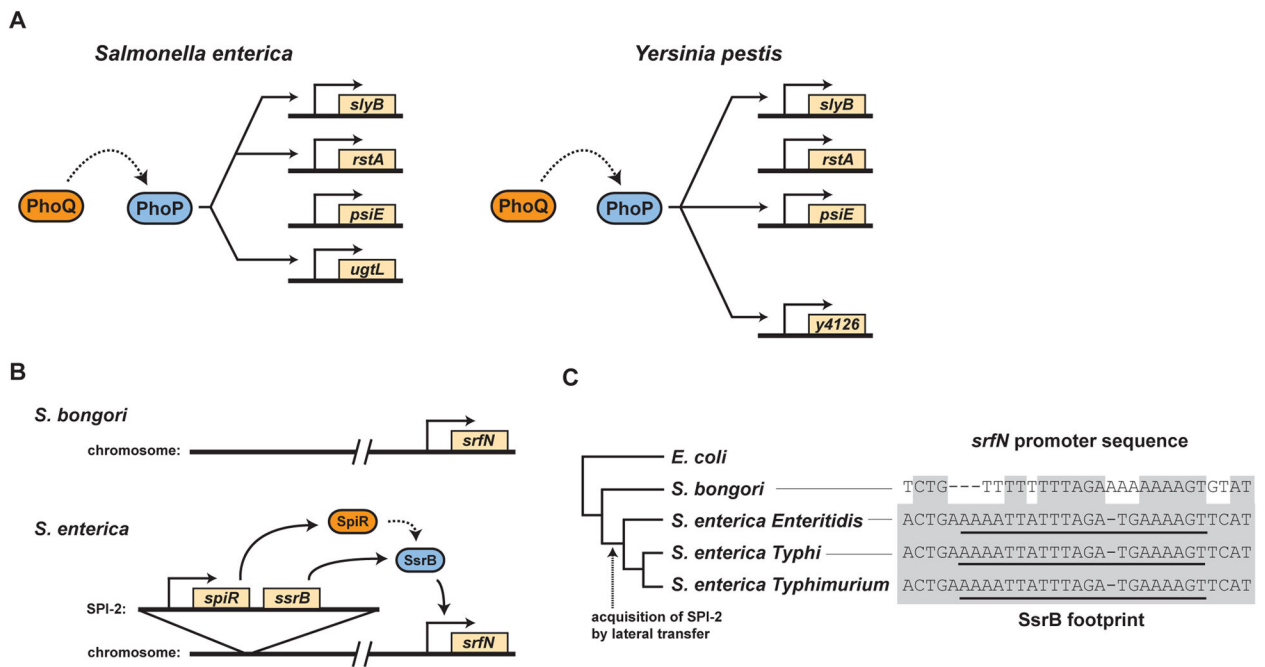 A
Salmonella enterica
Yersinia pestis
slyB
rstA
psiE
ugtL
PhoQ
PhoP
slyB
rstA
psiE
y4126
PhoQ
PhoP
B
S. bongori
chromosome:
srfN
S. enterica
SpiR
SsrB
spiR
ssrB
SPI-2:
srfN
chromosome:
C
srfN promoter sequence
E. coli
S. bongori
TCTG---TTTTTTTTTAGAAAAAAAAGTGTAT
S. enterica Enteritidis
ACTGAAAAATTATTTAGA-TGAAAAGTTCAT
S. enterica Typhi
ACTGAAAAATTATTTAGA-TGAAAAGTTCAT
S. enterica Typhimurium
ACTGAAAAATTATTTAGA-TGAAAAGTTCAT
acquisition of SPI-2
by lateral transfer
SsrB footprint